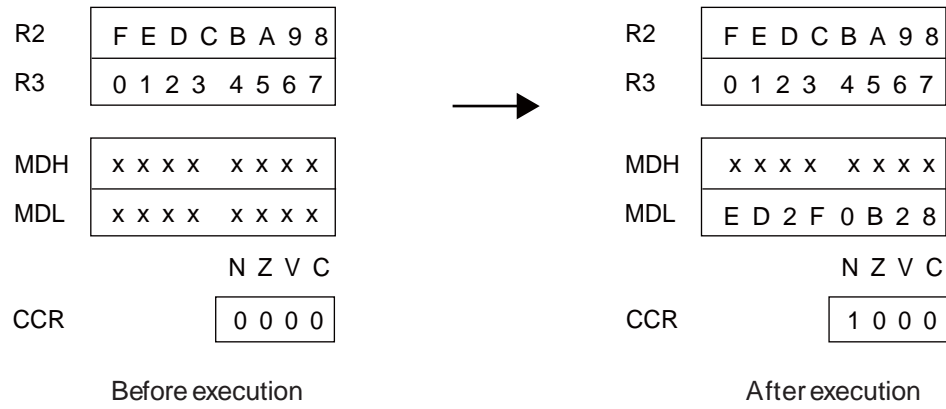 R2 F E D C B A 9 8 R2 F E D C B A 9 8
R3 0 1 2 3 4 5 6 7 R3 0 1 2 3 4 5 6 7
MDH x x x x x x x x MDH x x x x x x x x
MDL x x x x x x x x MDL E D 2 F 0 B 2 8
N Z V C N Z V C
CCR 0 0 0 0 CCR 1 0 0 0
Before execution After execution